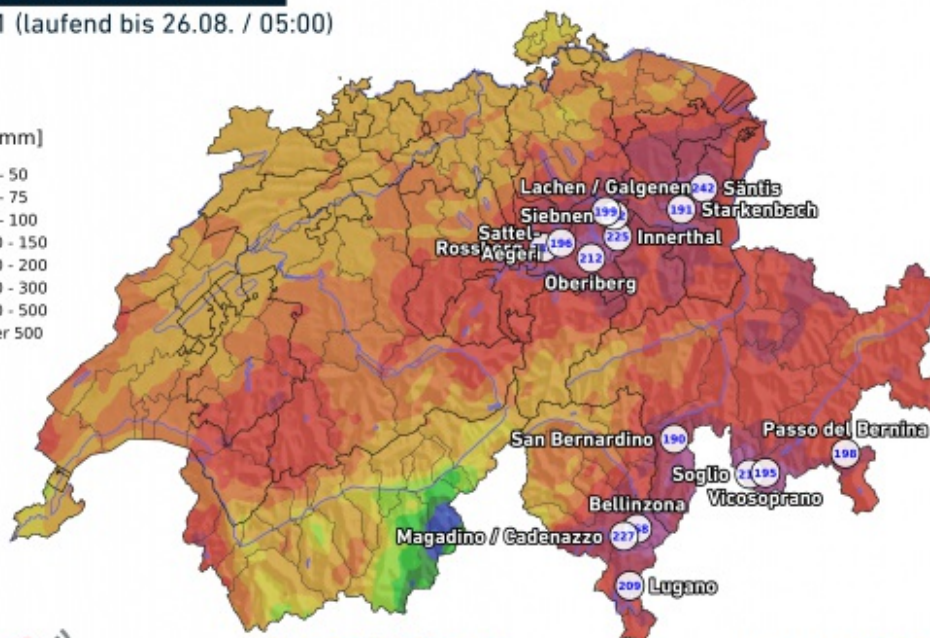 (laufend bis 26.08. / 05:00)
mm]
- 50
- 75
- 100
- 150
- 200
- 300
- 500
er 500
Lachen / Galgenen
242
Säntis
Siebnen
199
191
Starkenbach
Sattel-
Aegeri
196
225
Innerthal
212
Oberiberg
San Bernardino
190
Passo del Bernina
198
Soglio
195
Vicosoprano
Bellinzona
Magadino / Cadenazzo
227
209
Lugano